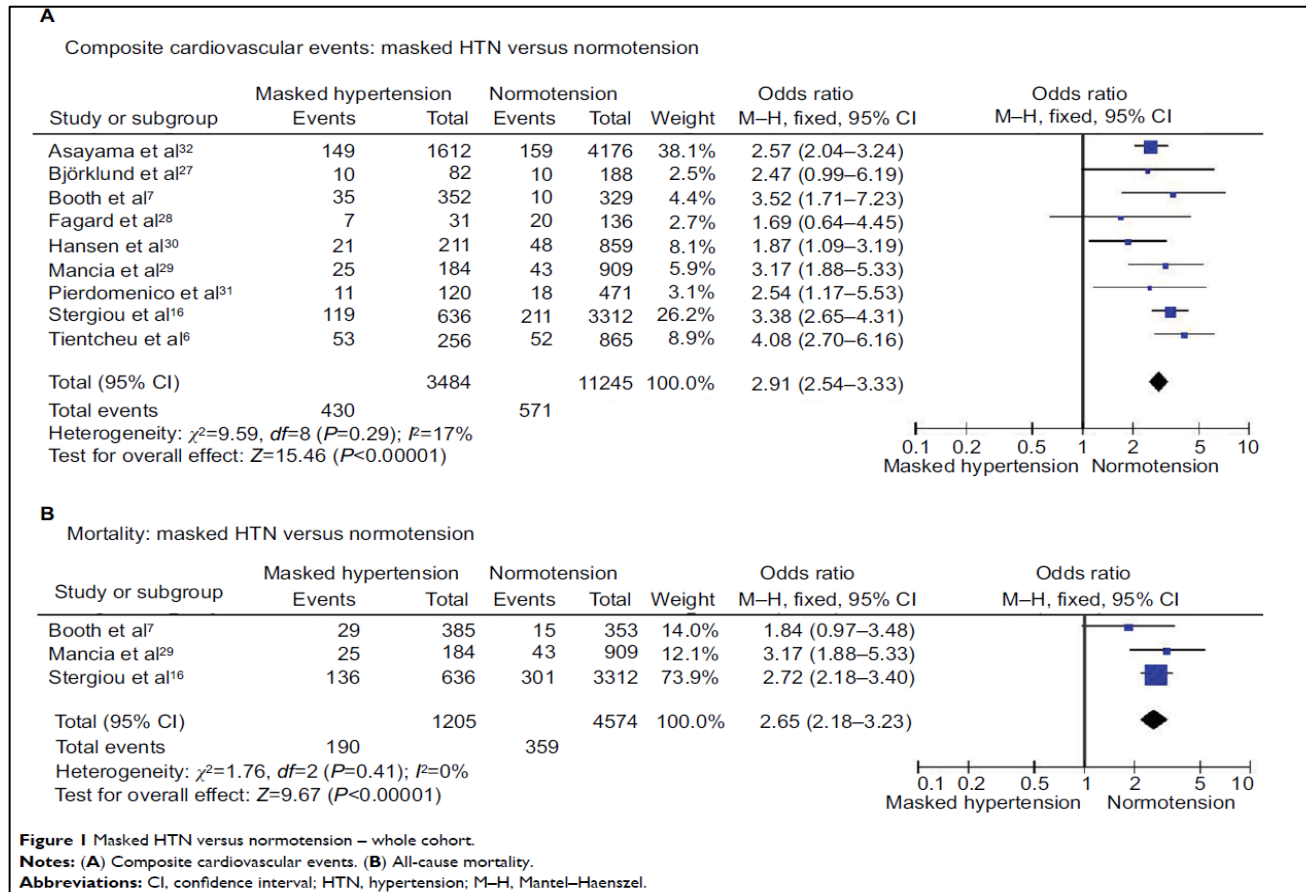 A
Composite cardiovascular events: masked HTN versus normotension
Masked hypertension Normotension Odds ratio Odds ratio
Study or subgroup Events Total Events Total Weight M–H, fixed, 95% CI M–H, fixed, 95% CI
Asayama et al³² 149 1612 159 4176 38.1% 2.57 (2.04–3.24)
Björklund et al²⁷ 10 82 10 188 2.5% 2.47 (0.99–6.19)
Booth et al⁷ 35 352 10 329 4.4% 3.52 (1.71–7.23)
Fagard et al²⁸ 7 31 20 136 2.7% 1.69 (0.64–4.45)
Hansen et al³⁰ 21 211 48 859 8.1% 1.87 (1.09–3.19)
Mancia et al²⁹ 25 184 43 909 5.9% 3.17 (1.88–5.33)
Pierdomenico et al³¹ 11 120 18 471 3.1% 2.54 (1.17–5.53)
Stergiou et al¹⁶ 119 636 211 3312 26.2% 3.38 (2.65–4.31)
Tientcheu et al⁶ 53 256 52 865 8.9% 4.08 (2.70–6.16)
Total (95% CI) 3484 11245 100.0% 2.91 (2.54–3.33)
Total events 430 571
Heterogeneity: χ²=9.59, df=8 (P=0.29); I²=17%
Test for overall effect: Z=15.46 (P<0.00001)
0.1 0.2 0.5 1 2 5 10
Masked hypertension Normotension
B
Mortality: masked HTN versus normotension
Masked hypertension Normotension Odds ratio Odds ratio
Study or subgroup Events Total Events Total Weight M–H, fixed, 95% CI M–H, fixed, 95% CI
Booth et al⁷ 29 385 15 353 14.0% 1.84 (0.97–3.48)
Mancia et al²⁹ 25 184 43 909 12.1% 3.17 (1.88–5.33)
Stergiou et al¹⁶ 136 636 301 3312 73.9% 2.72 (2.18–3.40)
Total (95% CI) 1205 4574 100.0% 2.65 (2.18–3.23)
Total events 190 359
Heterogeneity: χ²=1.76, df=2 (P=0.41); I²=0%
Test for overall effect: Z=9.67 (P<0.00001)
0.1 0.2 0.5 1 2 5 10
Masked hypertension Normotension
Figure 1 Masked HTN versus normotension – whole cohort.
Notes: (A) Composite cardiovascular events. (B) All-cause mortality.
Abbreviations: CI, confidence interval; HTN, hypertension; M–H, Mantel–Haenszel.